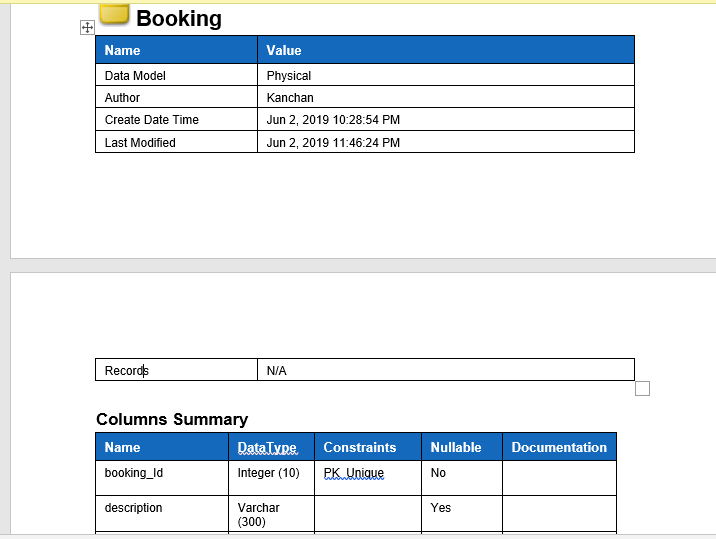 Booking
Name Value
Data Model Physical
Author Kanchan
Create Date Time Jun 2, 2019 10:28:54 PM
Last Modified Jun 2, 2019 11:46:24 PM
Records N/A
Columns Summary
Name DataType Constraints Nullable Documentation
booking_Id Integer (10) PK Unique No
description Varchar Yes
(300)